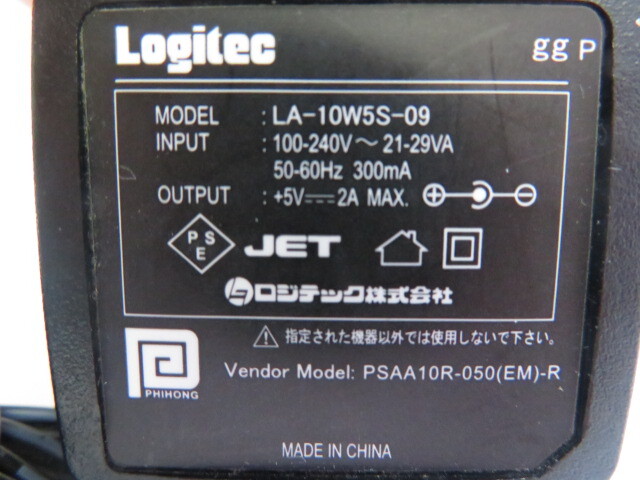 Logitec
gg P
MODEL : LA-10W5S-09
INPUT : 100-240V～ 21-29VA
50-60Hz 300mA
OUTPUT : +5V⎓2A MAX.
PSE JET
ロジテック株式会社
指定された機器以外では使用しないで下さい。
PHIHONG
Vendor Model: PSAA10R-050(EM)-R
MADE IN CHINA